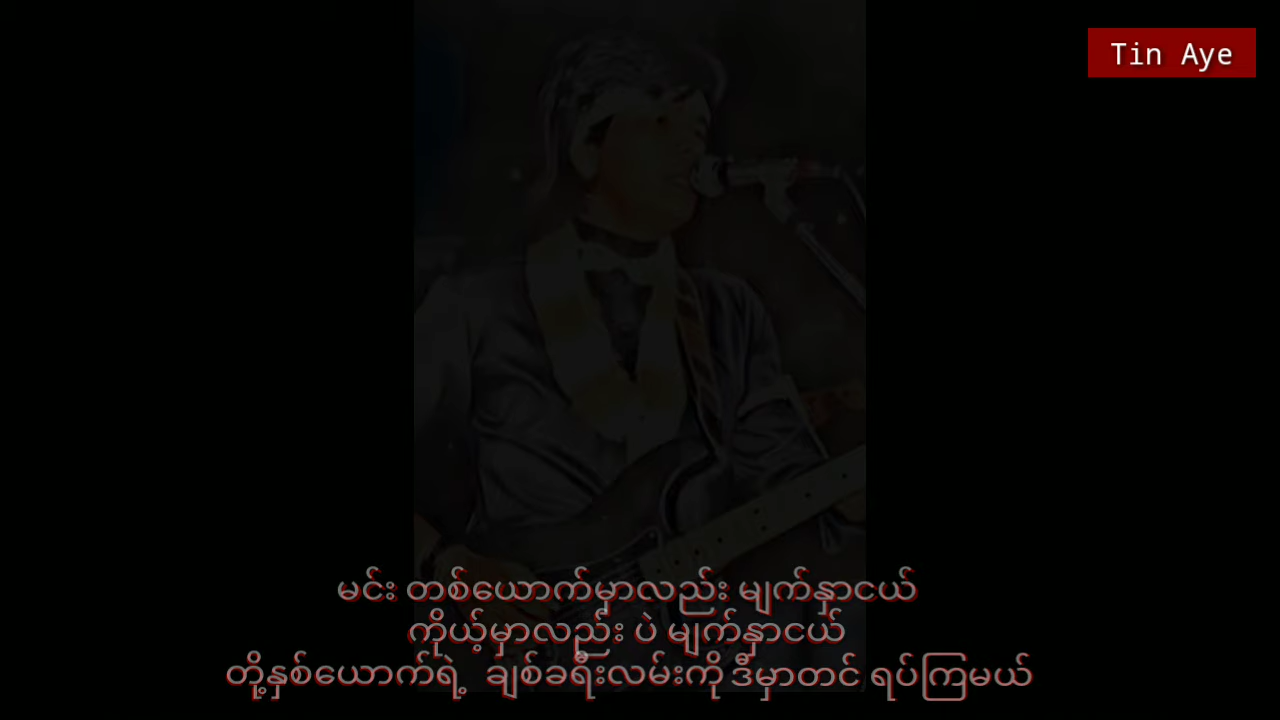 Tin Aye
မင်း တစ်ယောက်မှာလည်း မျက်နှာငယ်
ကိုယ့်မှာလည်း ပဲ မျက်နှာငယ်
တို့နှစ်ယောက်ရဲ့ ချစ်ခရီးလမ်းကို ဒီမှာတင် ရပ်ကြမယ်